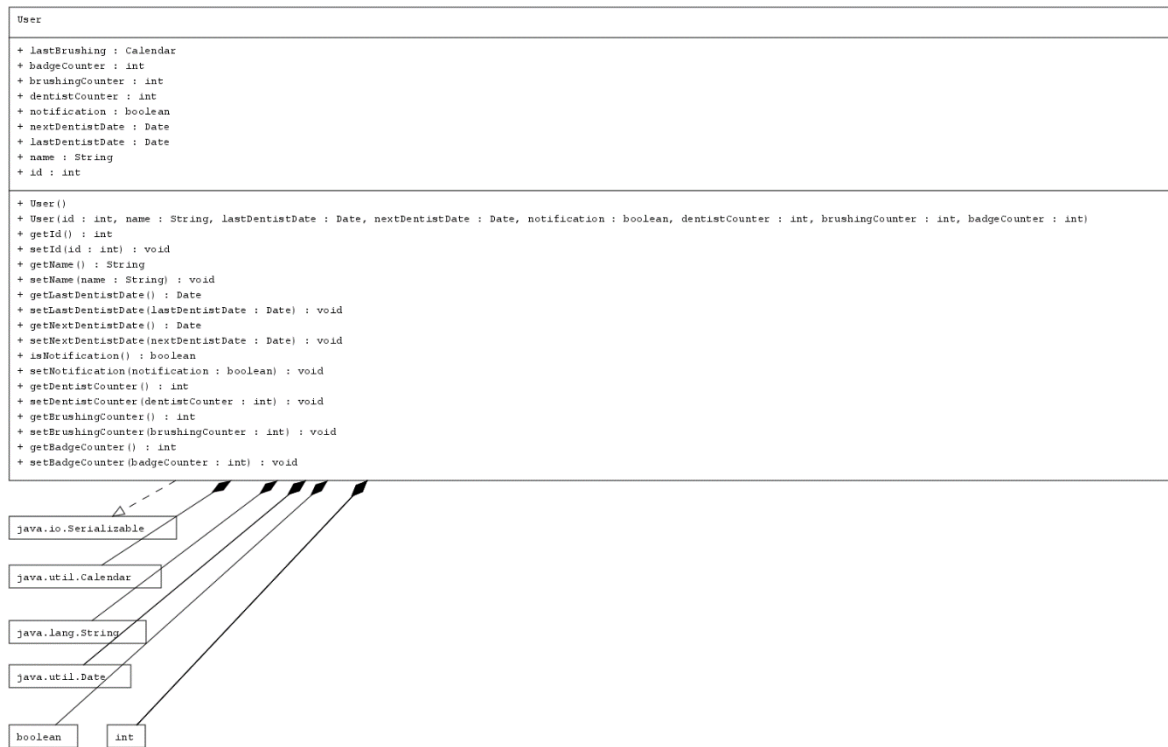 User
+ lastBrushing : Calendar
+ badgeCounter : int
+ brushingCounter : int
+ dentistCounter : int
+ notification : boolean
+ nextDentistDate : Date
+ lastDentistDate : Date
+ name : String
+ id : int
+ User()
+ User(id : int, name : String, lastDentistDate : Date, nextDentistDate : Date, notification : boolean, dentistCounter : int, brushingCounter : int, badgeCounter : int)
+ getId() : int
+ setId(id : int) : void
+ getName() : String
+ setName(name : String) : void
+ getLastDentistDate() : Date
+ setLastDentistDate(lastDentistDate : Date) : void
+ getNextDentistDate() : Date
+ setNextDentistDate(nextDentistDate : Date) : void
+ isNotification() : boolean
+ setNotification(notification : boolean) : void
+ getDentistCounter() : int
+ setDentistCounter(dentistCounter : int) : void
+ getBrushingCounter() : int
+ setBrushingCounter(brushingCounter : int) : void
+ getBadgeCounter() : int
+ setBadgeCounter(badgeCounter : int) : void
java.io.Serializable
java.util.Calendar
java.lang.String
java.util.Date
boolean
int